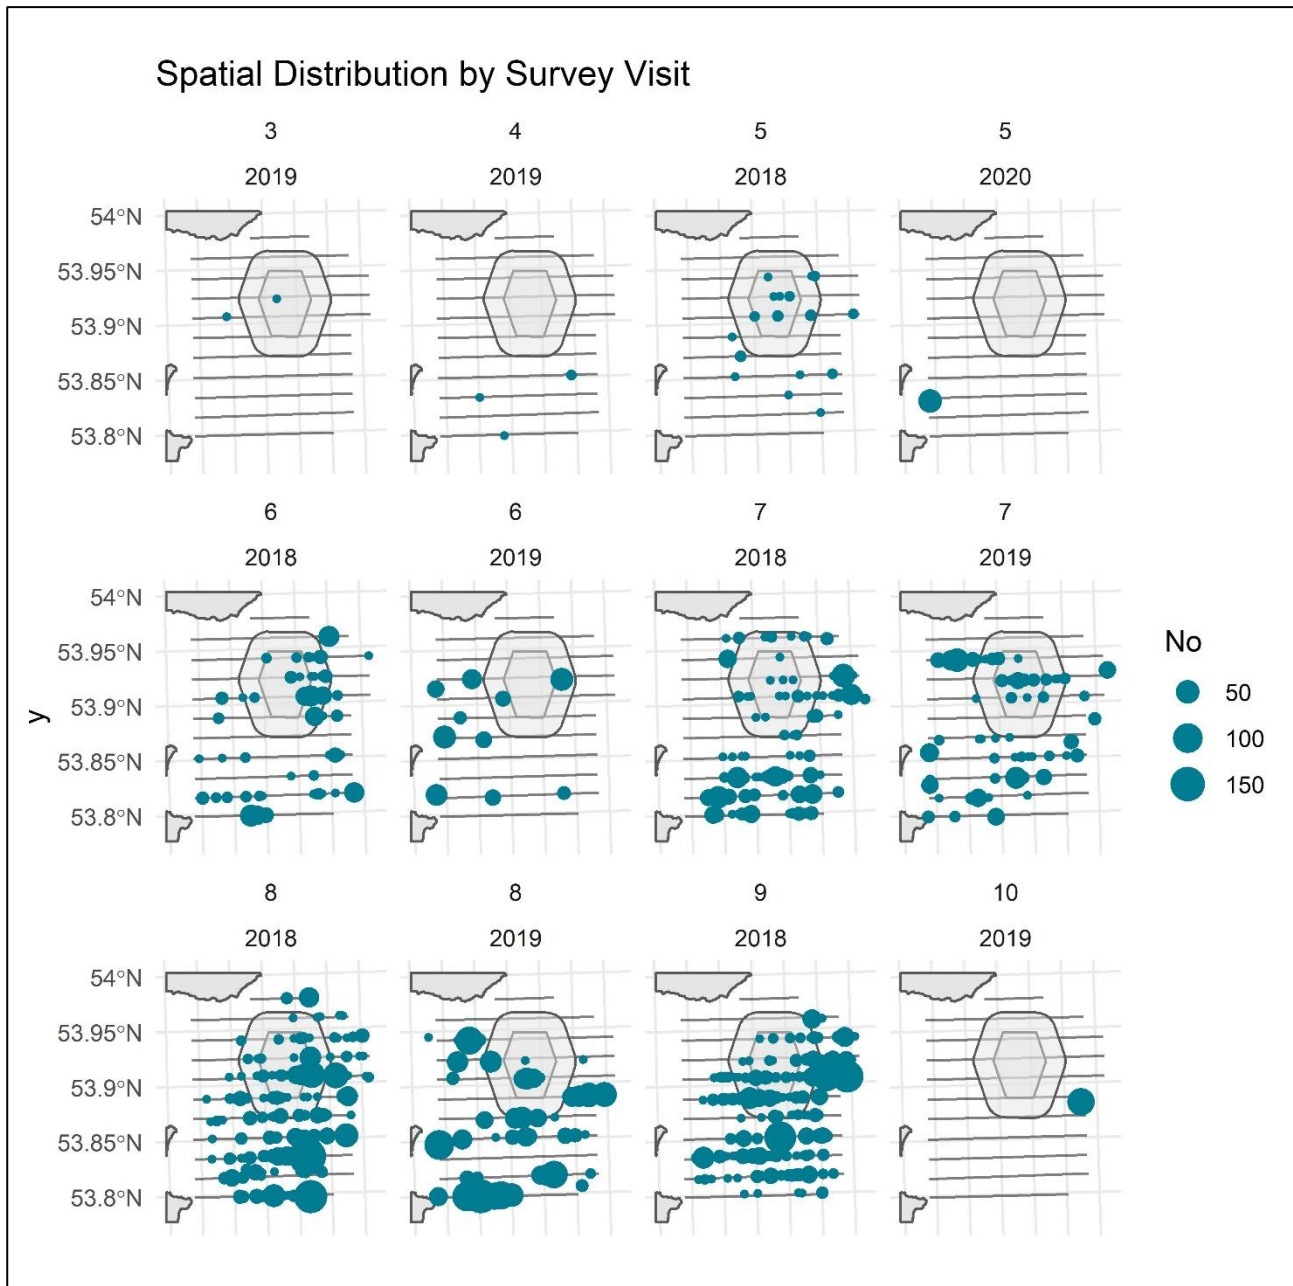 Spatial Distribution by Survey Visit
3 4 5 5
2019 2019 2018 2020
54°N
53.95°N
53.9°N
53.85°N
53.8°N
6 6 7 7
2018 2019 2018 2019
54°N
53.95°N
53.9°N
53.85°N
53.8°N
y
No
50
100
150
8 8 9 10
2018 2019 2018 2019
54°N
53.95°N
53.9°N
53.85°N
53.8°N